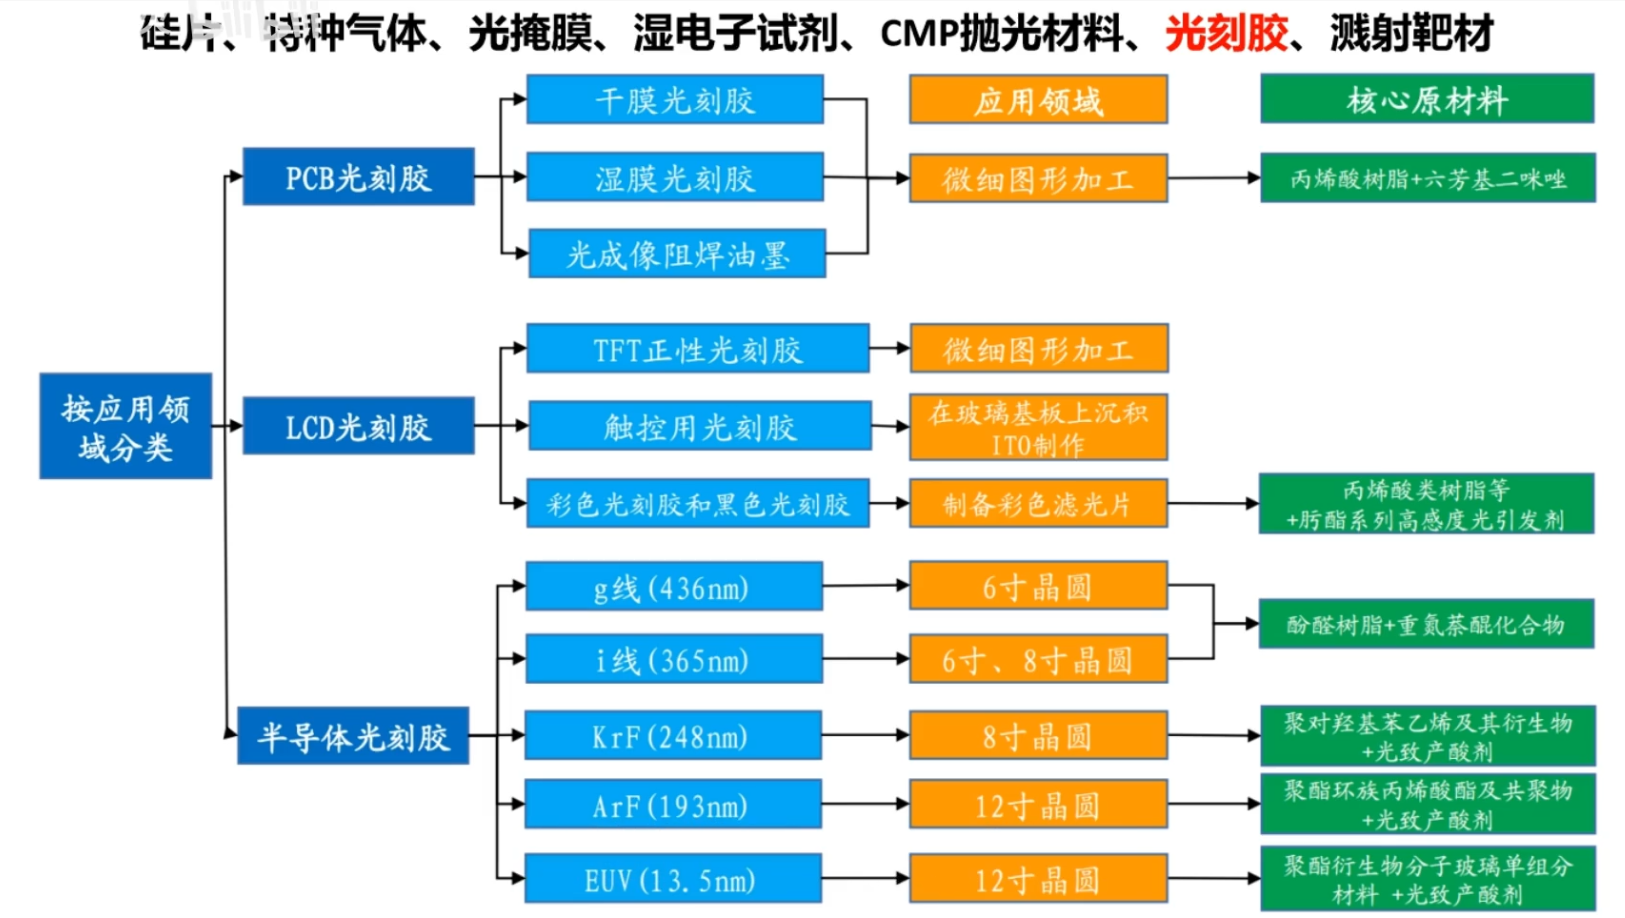 硅片、特种气体、光掩膜、湿电子试剂、CMP抛光材料、光刻胶、溅射靶材
干膜光刻胶
应用领域
核心原材料
PCB光刻胶
湿膜光刻胶
微细图形加工
丙烯酸树脂+六芳基二咪唑
光成像阻焊油墨
TFT正性光刻胶
微细图形加工
按应用领
域分类
LCD光刻胶
触控用光刻胶
在玻璃基板上沉积
ITO制作
彩色光刻胶和黑色光刻胶
制备彩色滤光片
丙烯酸类树脂等
+肟酯系列高感度光引发剂
g线(436nm)
6寸晶圆
酚醛树脂+重氮萘醌化合物
i线(365nm)
6寸、8寸晶圆
半导体光刻胶
KrF(248nm)
8寸晶圆
聚对羟基苯乙烯及其衍生物
+光致产酸剂
ArF(193nm)
12寸晶圆
聚酯环族丙烯酸酯及共聚物
+光致产酸剂
EUV(13.5nm)
12寸晶圆
聚酯衍生物分子玻璃单组分
材料 +光致产酸剂